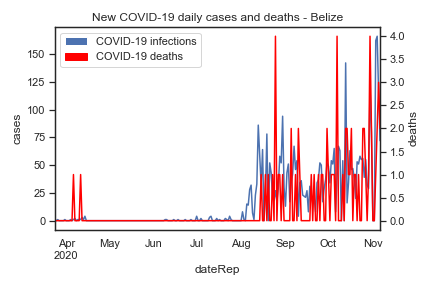 New COVID-19 daily cases and deaths - Belize
COVID-19 infections
COVID-19 deaths
150
125
100
75
50
25
0
cases
4.0
3.5
3.0
2.5
2.0
1.5
1.0
0.5
0.0
deaths
Apr May Jun Jul Aug Sep Oct Nov
2020
dateRep